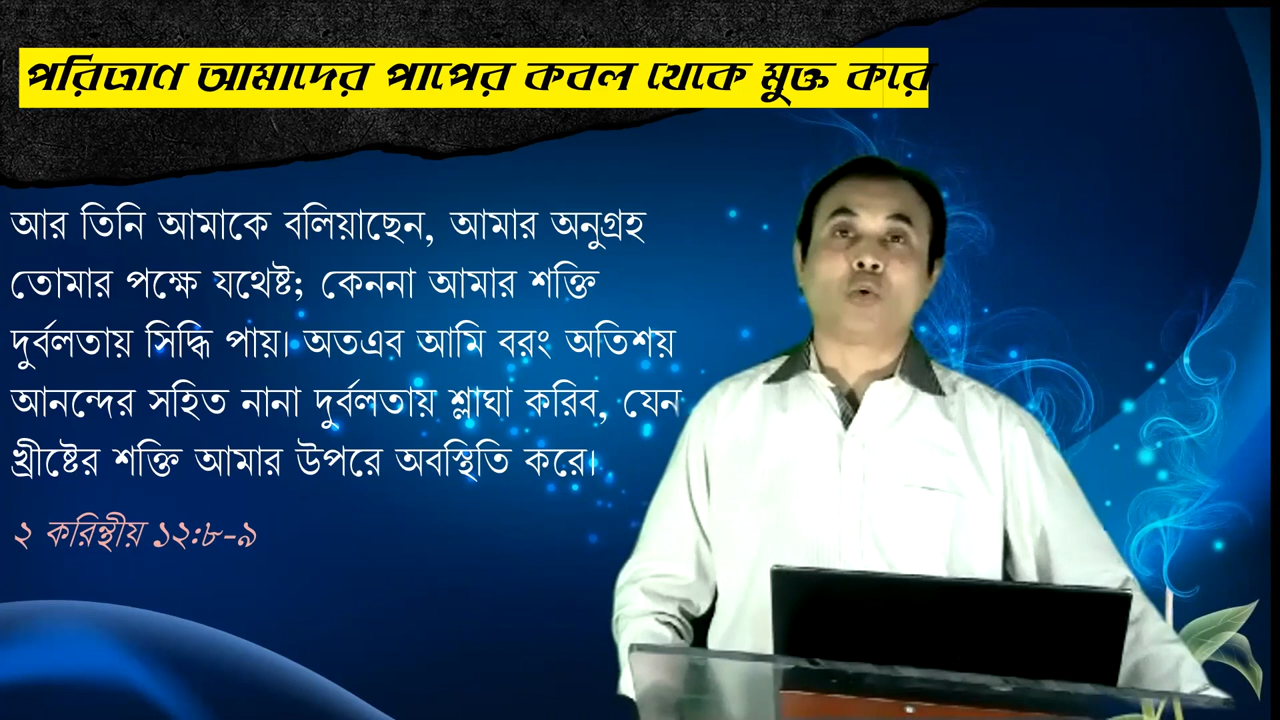 পরিত্রাণ আমাদের পাপের কবল থেকে মুক্ত করে
আর তিনি আমাকে বলিয়াছেন, আমার অনুগ্রহ
তোমার পক্ষে যথেষ্ট; কেননা আমার শক্তি
দুর্বলতায় সিদ্ধি পায়। অতএব আমি বরং অতিশয়
আনন্দের সহিত নানা দুর্বলতায় শ্লাঘা করিব, যেন
খ্রীষ্টের শক্তি আমার উপরে অবস্থিতি করে।
২ করিন্থীয় ১২:৮-৯